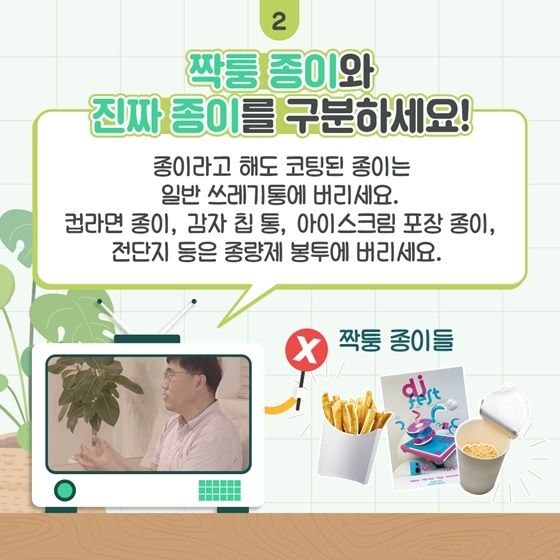 2
짝퉁 종이와
진짜 종이를 구분하세요!
종이라고 해도 코팅된 종이는
일반 쓰레기통에 버리세요.
컵라면 종이, 감자 칩 통, 아이스크림 포장 종이,
전단지 등은 종량제 봉투에 버리세요.
X 짝퉁 종이들
dj
fest